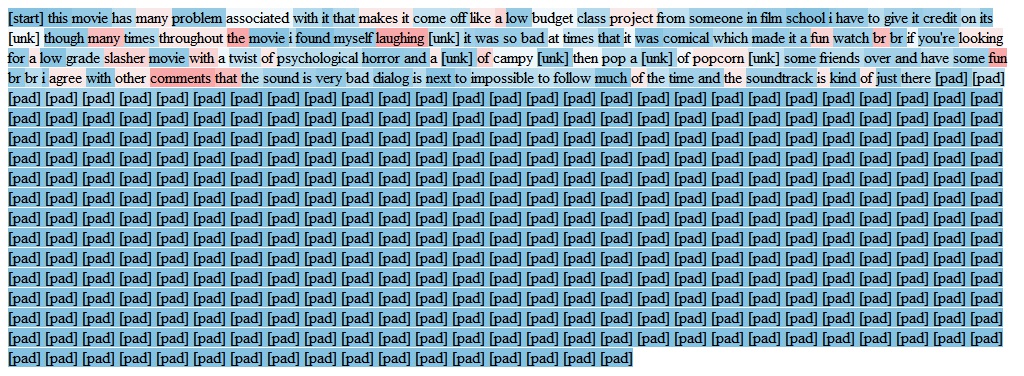 [start] this movie has many problem associated with it that makes it come off like a low budget class project from someone in film school i have to give it credit on its
[unk] though many times throughout the movie i found myself laughing [unk] it was so bad at times that it was comical which made it a fun watch br br if you're looking
for a low grade slasher movie with a twist of psychological horror and a [unk] of campy [unk] then pop a [unk] of popcorn [unk] some friends over and have some fun
br br i agree with other comments that the sound is very bad dialog is next to impossible to follow much of the time and the soundtrack is kind of just there [pad] [pad]
[pad] [pad] [pad] [pad] [pad] [pad] [pad] [pad] [pad] [pad] [pad] [pad] [pad] [pad] [pad] [pad] [pad] [pad] [pad] [pad] [pad] [pad] [pad] [pad] [pad] [pad] [pad]
[pad] [pad] [pad] [pad] [pad] [pad] [pad] [pad] [pad] [pad] [pad] [pad] [pad] [pad] [pad] [pad] [pad] [pad] [pad] [pad] [pad] [pad] [pad] [pad] [pad] [pad] [pad]
[pad] [pad] [pad] [pad] [pad] [pad] [pad] [pad] [pad] [pad] [pad] [pad] [pad] [pad] [pad] [pad] [pad] [pad] [pad] [pad] [pad] [pad] [pad] [pad] [pad] [pad] [pad]
[pad] [pad] [pad] [pad] [pad] [pad] [pad] [pad] [pad] [pad] [pad] [pad] [pad] [pad] [pad] [pad] [pad] [pad] [pad] [pad] [pad] [pad] [pad] [pad] [pad] [pad] [pad]
[pad] [pad] [pad] [pad] [pad] [pad] [pad] [pad] [pad] [pad] [pad] [pad] [pad] [pad] [pad] [pad] [pad] [pad] [pad] [pad] [pad] [pad] [pad] [pad] [pad] [pad] [pad]
[pad] [pad] [pad] [pad] [pad] [pad] [pad] [pad] [pad] [pad] [pad] [pad] [pad] [pad] [pad] [pad] [pad] [pad] [pad] [pad] [pad] [pad] [pad] [pad] [pad] [pad] [pad]
[pad] [pad] [pad] [pad] [pad] [pad] [pad] [pad] [pad] [pad] [pad] [pad] [pad] [pad] [pad] [pad] [pad] [pad] [pad] [pad] [pad] [pad] [pad] [pad] [pad] [pad] [pad]
[pad] [pad] [pad] [pad] [pad] [pad] [pad] [pad] [pad] [pad] [pad] [pad] [pad] [pad] [pad] [pad] [pad] [pad] [pad] [pad] [pad] [pad] [pad] [pad] [pad] [pad] [pad]
[pad] [pad] [pad] [pad] [pad] [pad] [pad] [pad] [pad] [pad] [pad] [pad] [pad] [pad] [pad] [pad] [pad] [pad] [pad] [pad] [pad] [pad] [pad] [pad] [pad] [pad] [pad]
[pad] [pad] [pad] [pad] [pad] [pad] [pad] [pad] [pad] [pad] [pad] [pad] [pad] [pad] [pad] [pad] [pad] [pad] [pad] [pad] [pad] [pad] [pad] [pad] [pad] [pad] [pad]
[pad] [pad] [pad] [pad] [pad] [pad] [pad] [pad] [pad] [pad] [pad] [pad] [pad] [pad] [pad] [pad] [pad] [pad] [pad] [pad] [pad] [pad] [pad] [pad] [pad] [pad] [pad]
[pad] [pad] [pad] [pad] [pad] [pad] [pad] [pad] [pad] [pad] [pad] [pad] [pad] [pad] [pad] [pad] [pad] [pad] [pad] [pad] [pad] [pad] [pad] [pad] [pad] [pad] [pad]
[pad] [pad] [pad] [pad] [pad] [pad] [pad] [pad] [pad] [pad] [pad] [pad] [pad] [pad] [pad] [pad] [pad] [pad] [pad] [pad] [pad] [pad] [pad] [pad] [pad] [pad] [pad]
[pad] [pad] [pad] [pad] [pad] [pad] [pad] [pad] [pad] [pad] [pad] [pad] [pad] [pad] [pad] [pad] [pad]